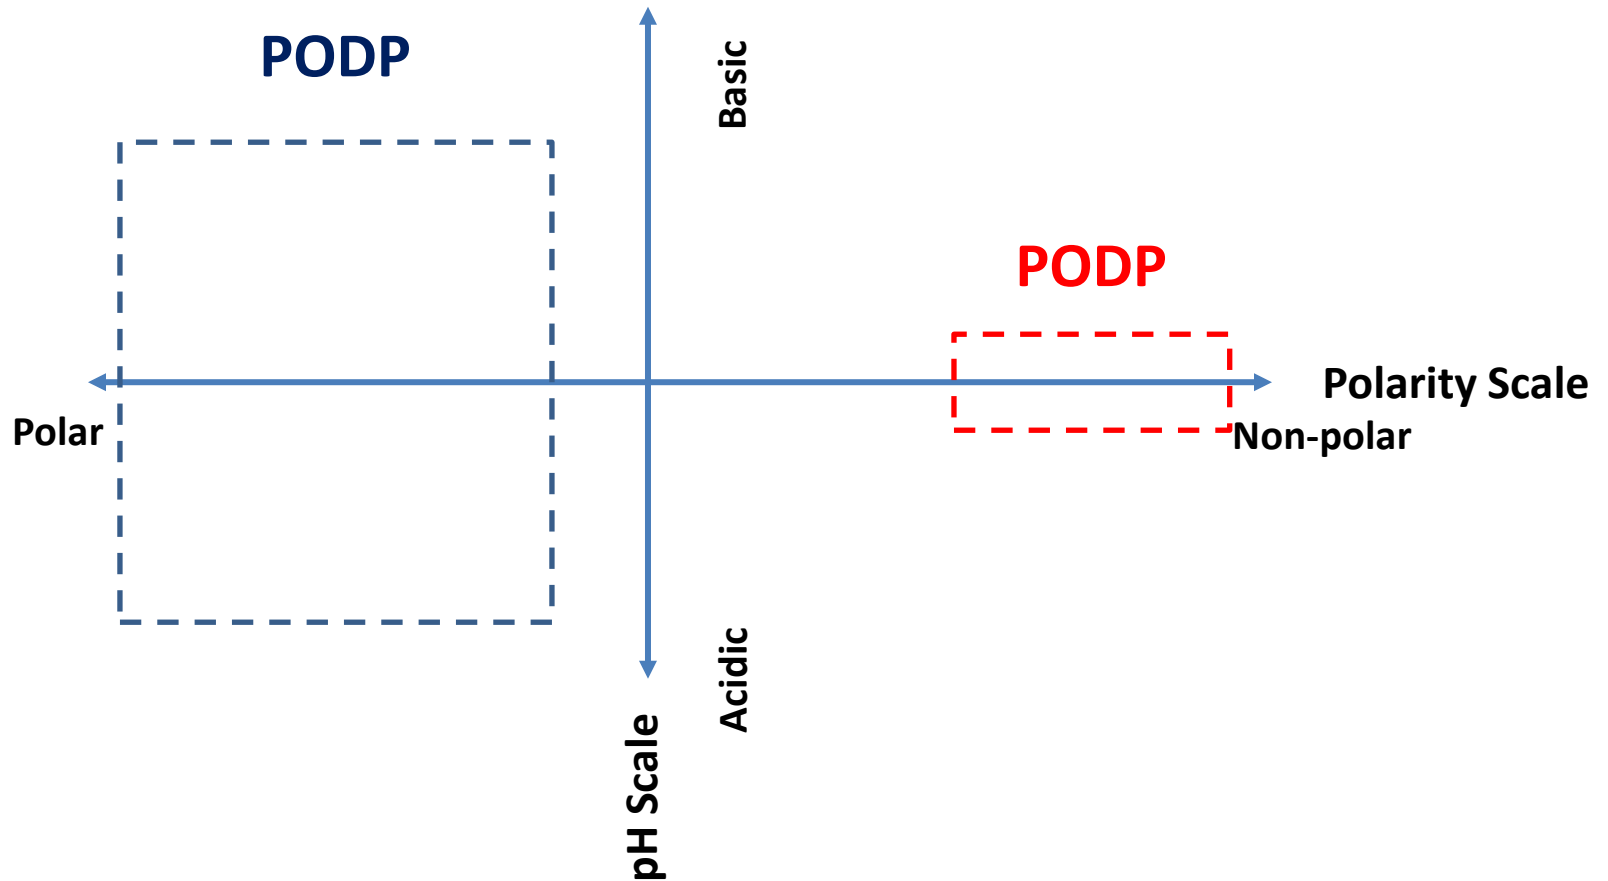 PODP
Basic
PODP
Polarity Scale
Polar
Non-polar
Acidic
pH Scale